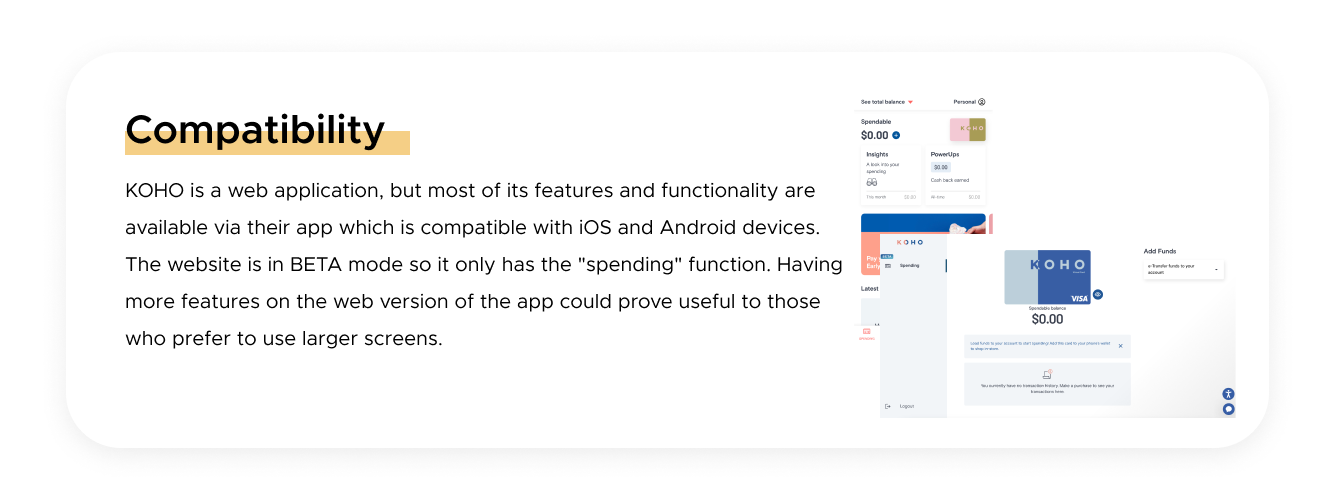 Compatibility
KOHO is a web application, but most of its features and functionality are
available via their app which is compatible with iOS and Android devices.
The website is in BETA mode so it only has the "spending" function. Having
more features on the web version of the app could prove useful to those
who prefer to use larger screens.
See total balance
Personal
Spendable
$0.00
KOHO
Insights
A look into your
spending
This month
$0.00
PowerUps
$0.00
Cash back earned
All-time
$0.00
Pay
Early
Latest
KOHO
BETA
Spending
Logout
KOHO
VISA
Spendable balance
$0.00
Load funds to your account to start spending! Add this card to your browser wallet
to shop on-store.
You currently have no transaction history. Make a purchase to see your
transactions here.
Add Funds
e-Transfer funds to your
account